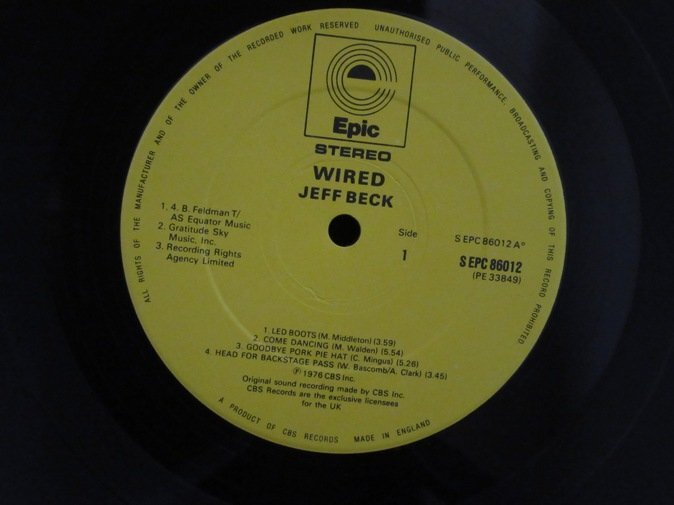 ALL RIGHTS OF THE MANUFACTURER AND OF THE OWNER OF THE RECORDED WORK RESERVED UNAUTHORISED PUBLIC PERFORMANCE, BROADCASTING AND COPYING OF THIS RECORD PROHIBITED
Epic
STEREO
WIRED
JEFF BECK
1. 4. B. Feldman T/
AS Equator Music
2. Gratitude Sky
Music, Inc.
3. Recording Rights
Agency Limited
Side
1
S EPC 86012 A°
S EPC 86012
(PE 33849)
1. LED BOOTS (M. Middleton) (3.59)
2. COME DANCING (M. Walden) (5.54)
3. GOODBYE PORK PIE HAT (C. Mingus) (5.26)
4. HEAD FOR BACKSTAGE PASS (W. Bascomb/A. Clark) (3.45)
℗ 1976 CBS Inc.
Original sound recording made by CBS Inc.
CBS Records are the exclusive licensees
for the UK
A PRODUCT OF CBS RECORDS MADE IN ENGLAND